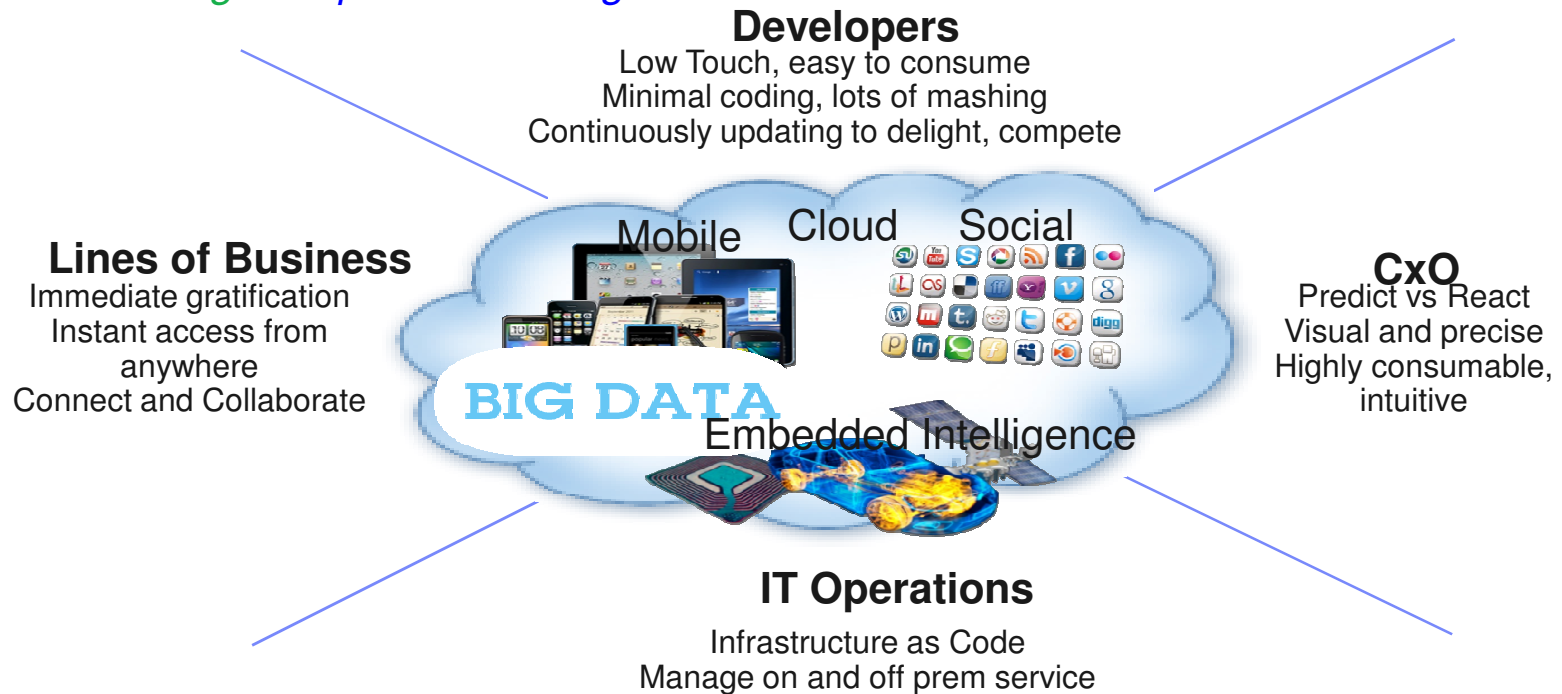 Developers
Low Touch, easy to consume
Minimal coding, lots of mashing
Continuously updating to delight, compete
Mobile
Cloud
Social
Lines of Business
Immediate gratification
Instant access from
anywhere
Connect and Collaborate
BIG DATA
Embedded Intelligence
CxO
Predict vs React
Visual and precise
Highly consumable,
intuitive
IT Operations
Infrastructure as Code
Manage on and off prem service